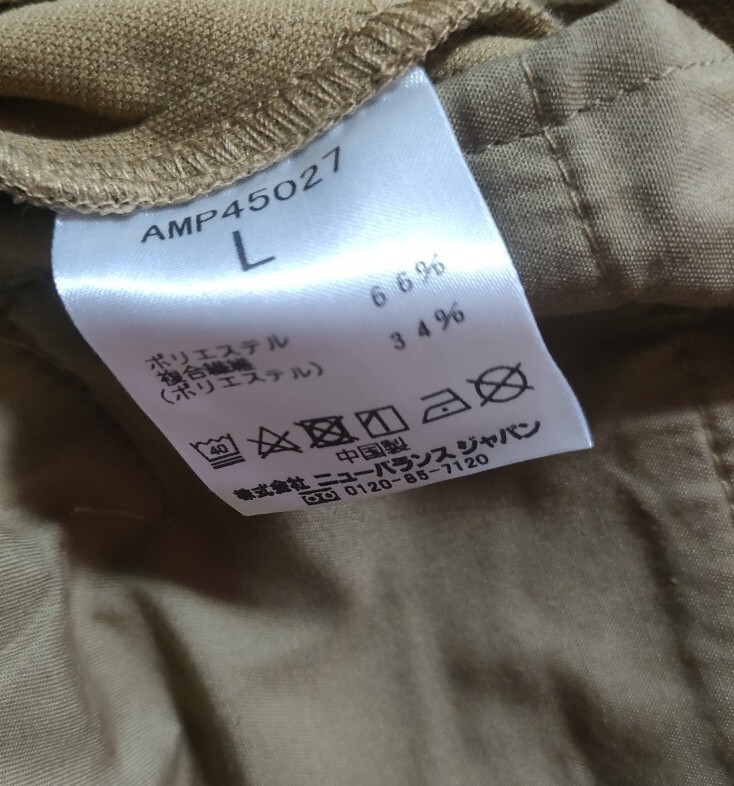 AMP45027
L
ポリエステル 66%
複合繊維 34%
(ポリエステル)
40
中国製
株式会社 ニューバランス ジャパン
0120-85-7120